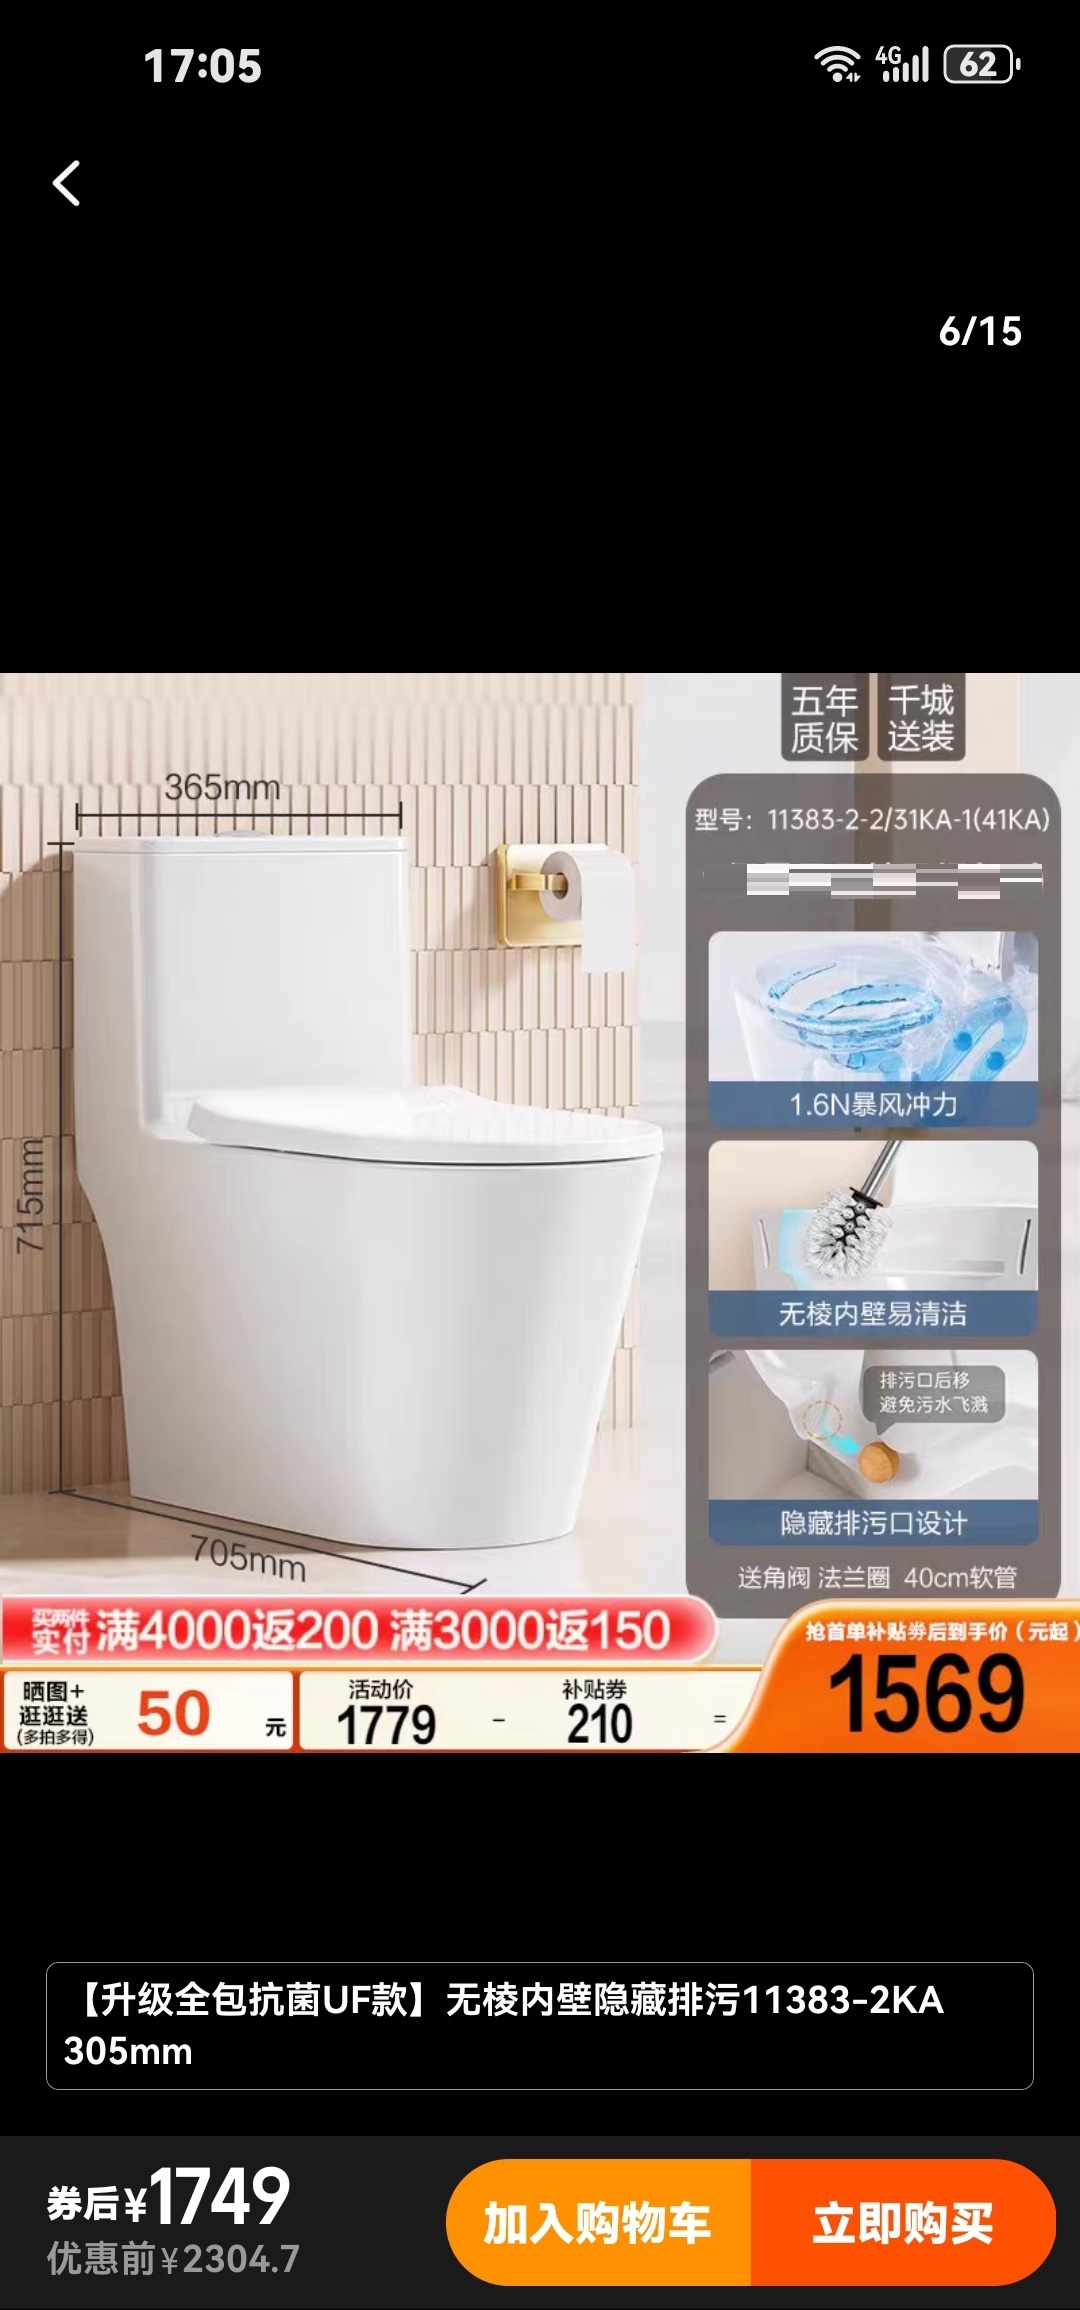 17:05
4G
62
6/15
五年
质保
千城
送装
365mm
型号：11383-2-2/31KA-1(41KA)
1.6N暴风冲力
715mm
无棱内壁易清洁
排污口后移
避免污水飞溅
隐藏排污口设计
705mm
送角阀 法兰圈 40cm软管
买两件
实付
满4000返200 满3000返150
抢首单补贴券后到手价（元起）
1569
晒图+
逛逛送
(多拍多得)
50
元
活动价
1779
-
补贴券
210
=
【升级全包抗菌UF款】无棱内壁隐藏排污11383-2KA
305mm
券后¥1749
优惠前¥2304.7
加入购物车
立即购买